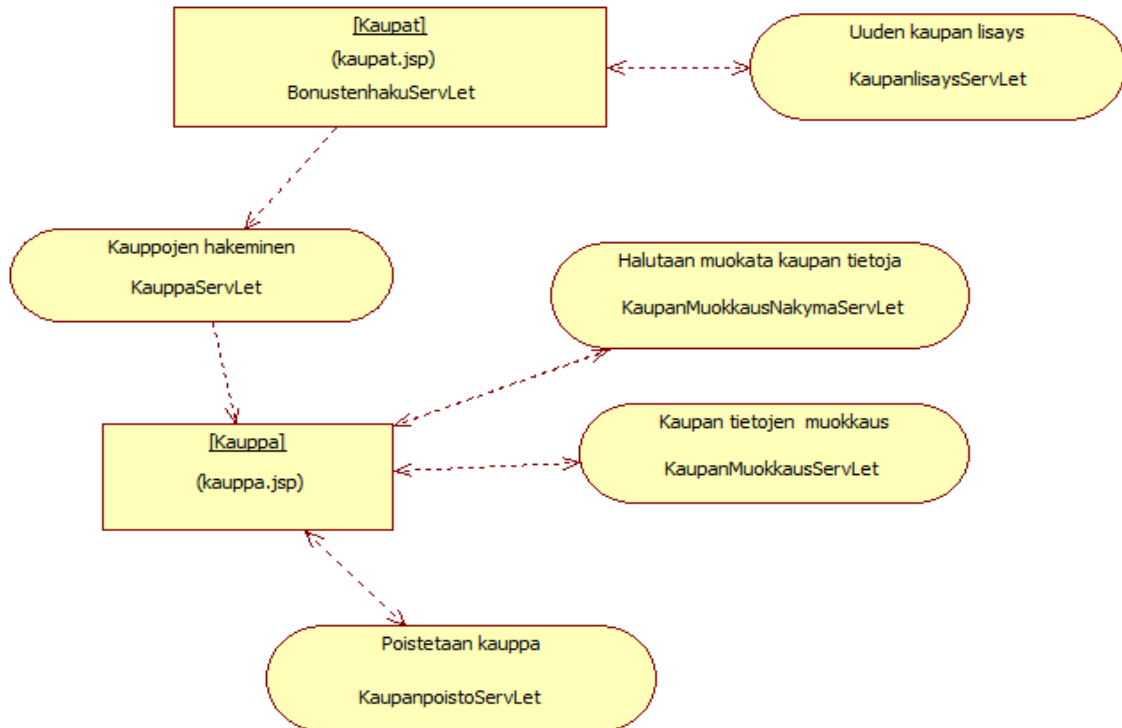 [Kaupat]
(kaupat.jsp)
BonustenhakuServLet
Uuden kaupan lisays
KaupanlisaysServLet
Kauppojen hakeminen
KauppaServLet
Halutaan muokata kaupan tietoja
KaupanMuokkausNakymaServLet
[Kauppa]
(kauppa.jsp)
Kaupan tietojen  muokkaus
KaupanMuokkausServLet
Poistetaan kauppa
KaupanpoistoServLet